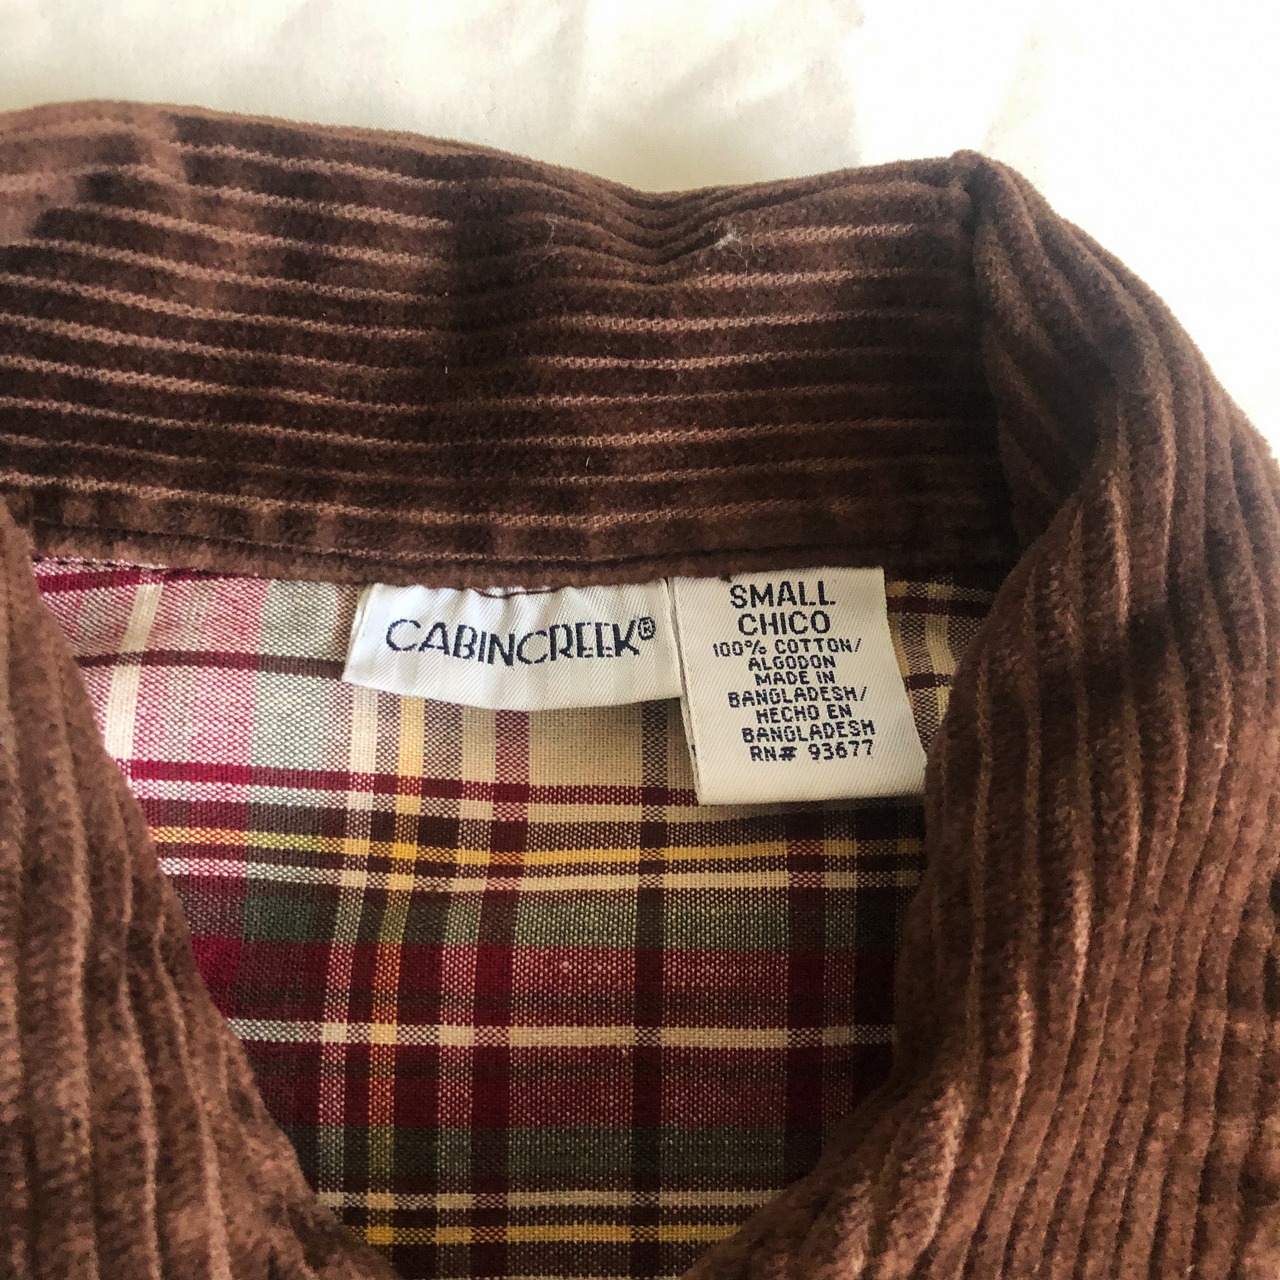 CABINCREEK®
SMALL
CHICO
100% COTTON/
ALGODON
MADE IN
BANGLADESH/
HECHO EN
BANGLADESH
RN# 93677